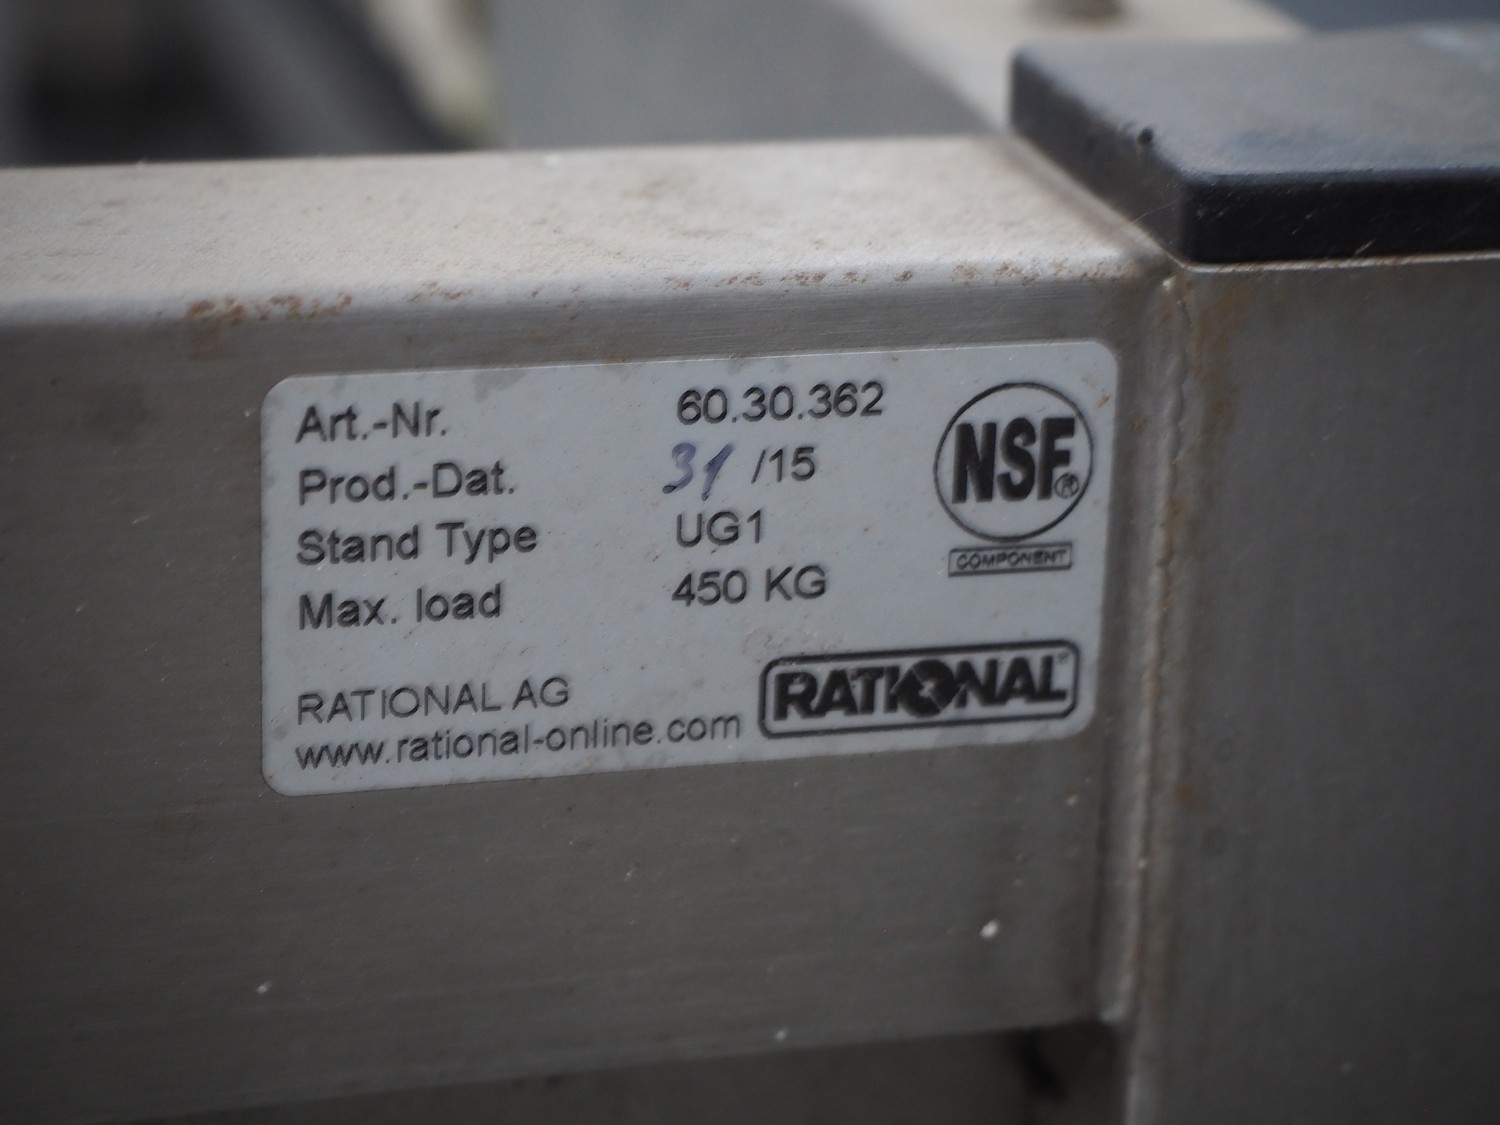 Art.-Nr. 60.30.362
Prod.-Dat. 31 /15
Stand Type UG1
Max. load 450 KG
NSF®
COMPONENT
RATIONAL AG
www.rational-online.com
RATIONAL